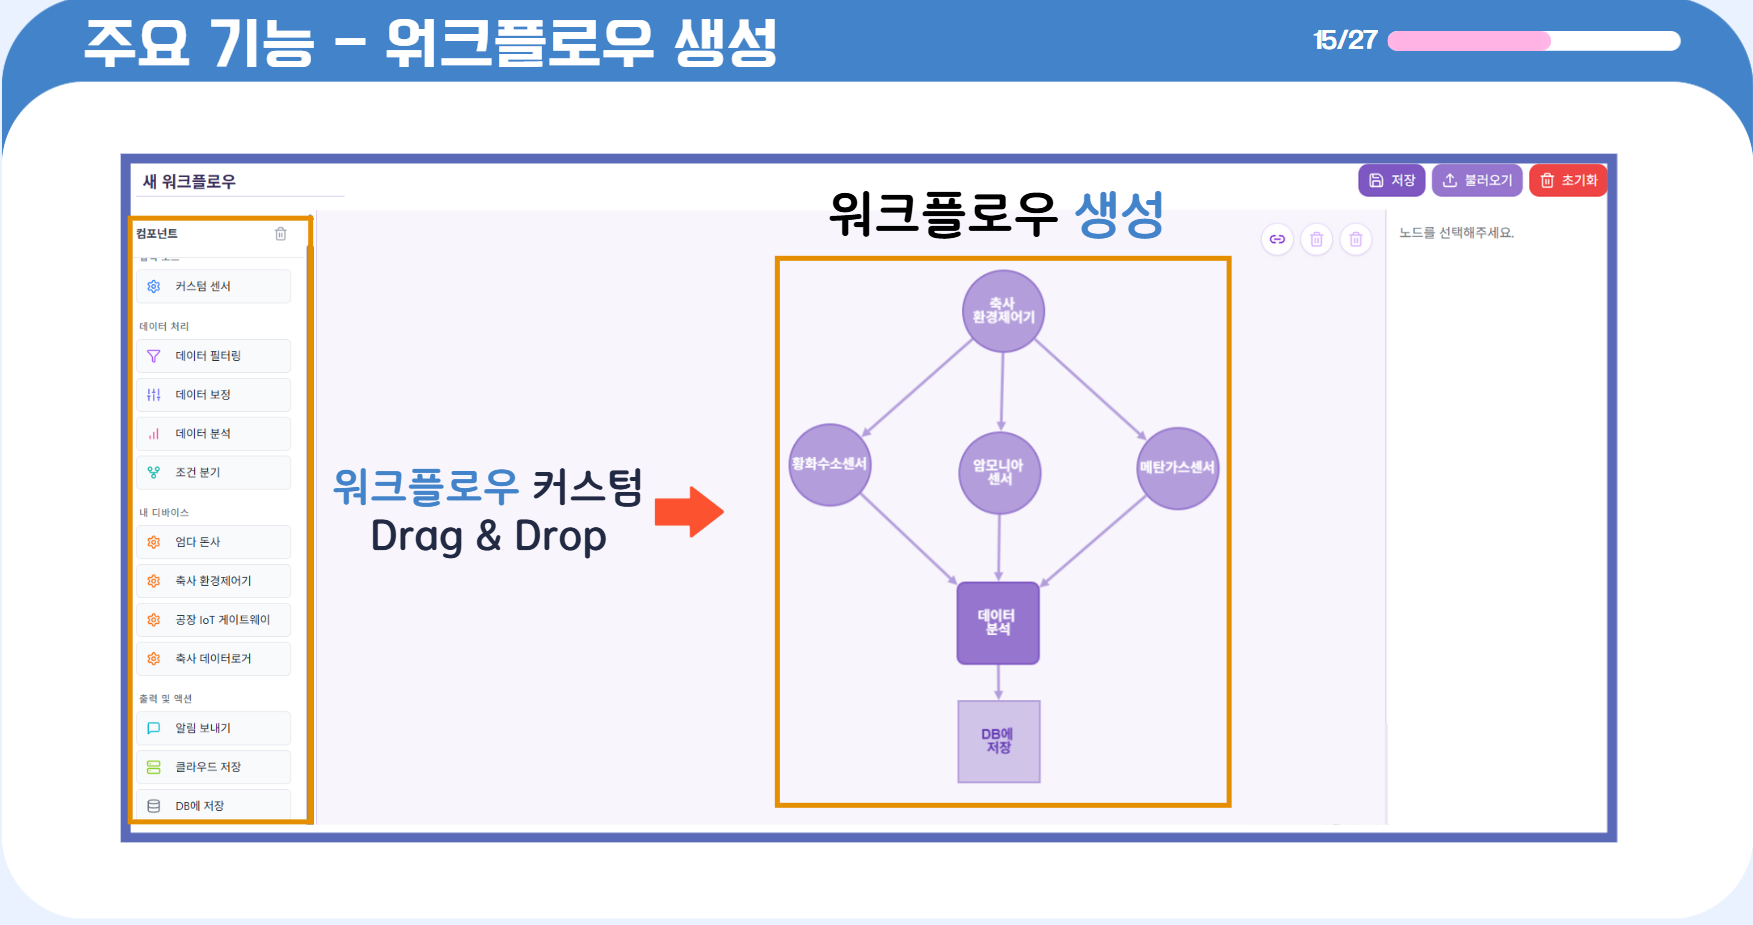 주요 기능 - 워크플로우 생성
15/27
새 워크플로우
저장
불러오기
초기화
컴포넌트
커스텀 센서
데이터 처리
데이터 필터링
데이터 보정
데이터 분석
조건 분기
내 디바이스
엄다 돈사
축사 환경제어기
공장 IoT 게이트웨이
축사 데이터로거
출력 및 액션
알림 보내기
클라우드 저장
DB에 저장
워크플로우 커스텀
Drag & Drop
워크플로우 생성
축사
환경제어기
황화수소센서
암모니아
센서
메탄가스센서
데이터
분석
DB에
저장
노드를 선택해주세요.